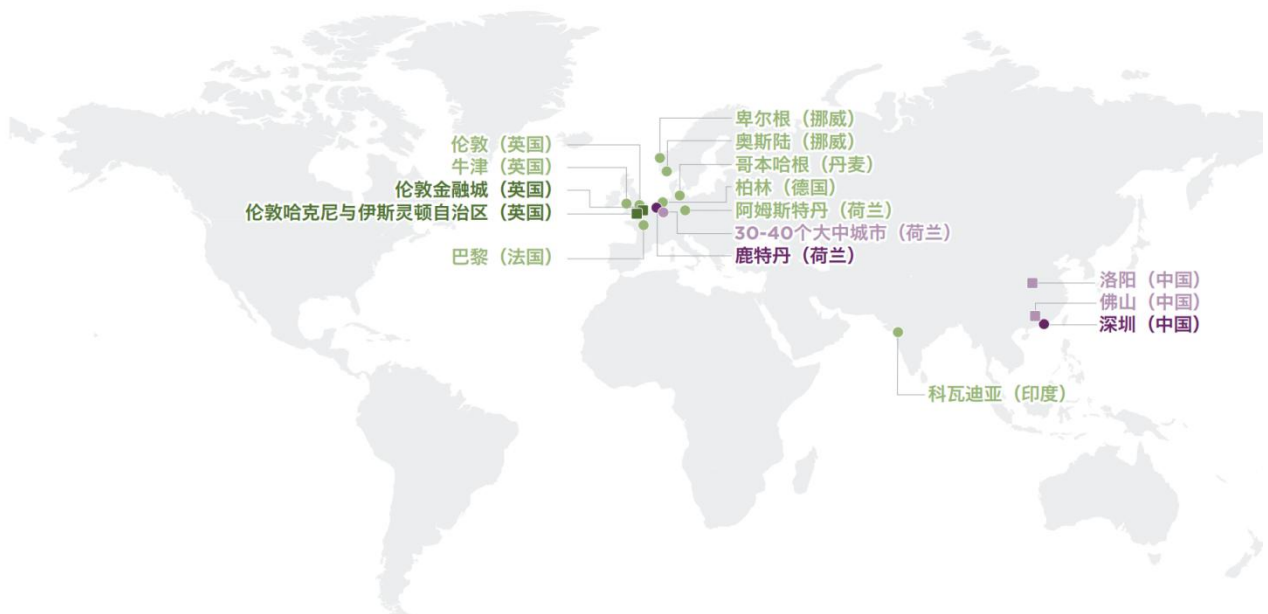 伦敦（英国）
牛津（英国）
伦敦金融城（英国）
伦敦哈克尼与伊斯灵顿自治区（英国）
巴黎（法国）
卑尔根（挪威）
奥斯陆（挪威）
哥本哈根（丹麦）
柏林（德国）
阿姆斯特丹（荷兰）
30-40个大中城市（荷兰）
鹿特丹（荷兰）
洛阳（中国）
佛山（中国）
深圳（中国）
科瓦迪亚（印度）